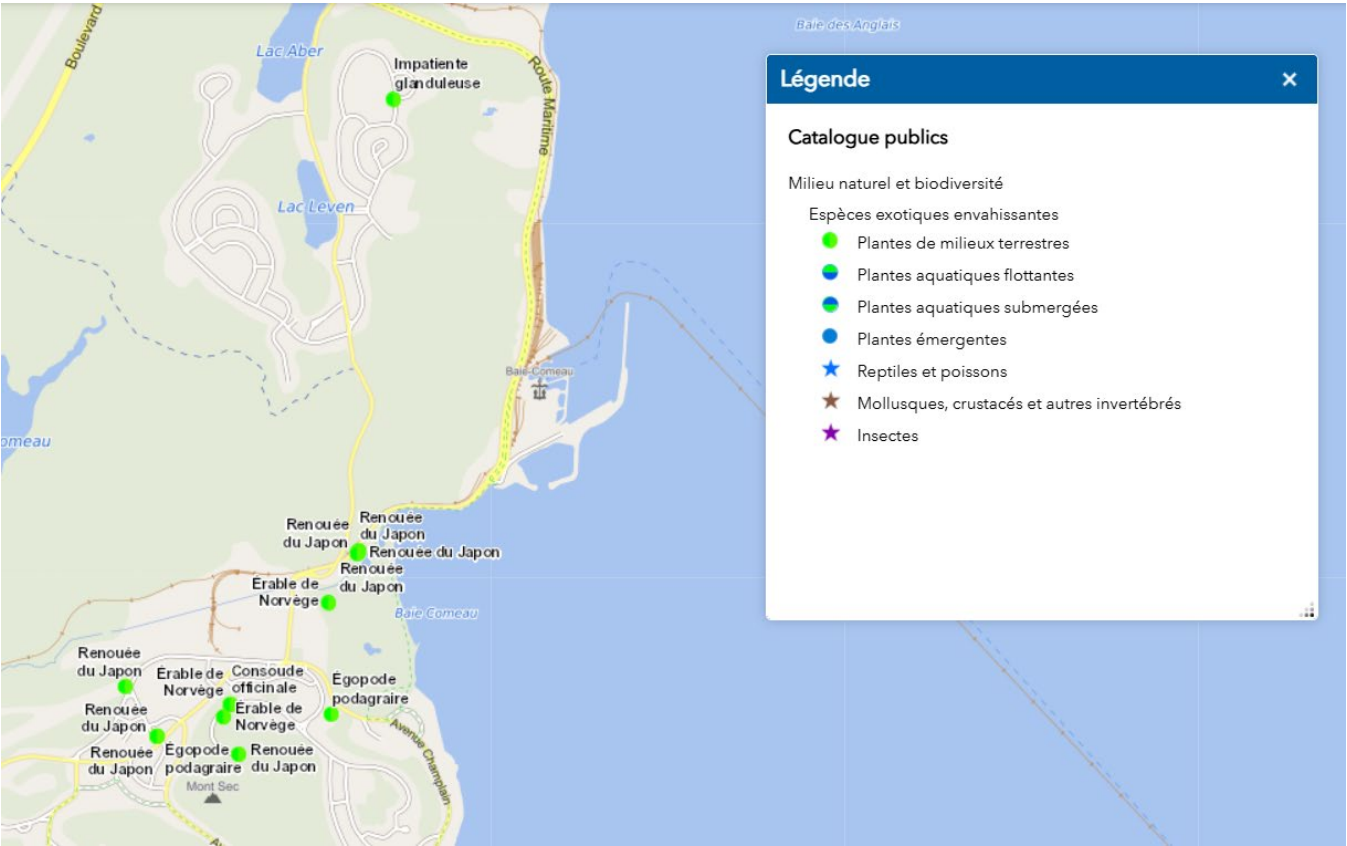 Boulevard
Lac Aber
Impatiente
glanduleuse
Route Maritime
Baie des Anglais
Lac Leven
Baie-Comeau
omeau
Renouée
du Japon
Renouée
du Japon
Renouée du Japon
Renouée
du Japon
Érable de
Norvège
Baie Comeau
Renouée
du Japon
Érable de
Norvège
Consoude
officinale
Égopode
podagraire
Renouée
du Japon
Érable de
Norvège
Renouée
du Japon
Égopode
podagraire
Renouée
du Japon
Avenue Champlain
Mont Sec
Av
Légende
Catalogue publics
Milieu naturel et biodiversité
Espèces exotiques envahissantes
Plantes de milieux terrestres
Plantes aquatiques flottantes
Plantes aquatiques submergées
Plantes émergentes
Reptiles et poissons
Mollusques, crustacés et autres invertébrés
Insectes